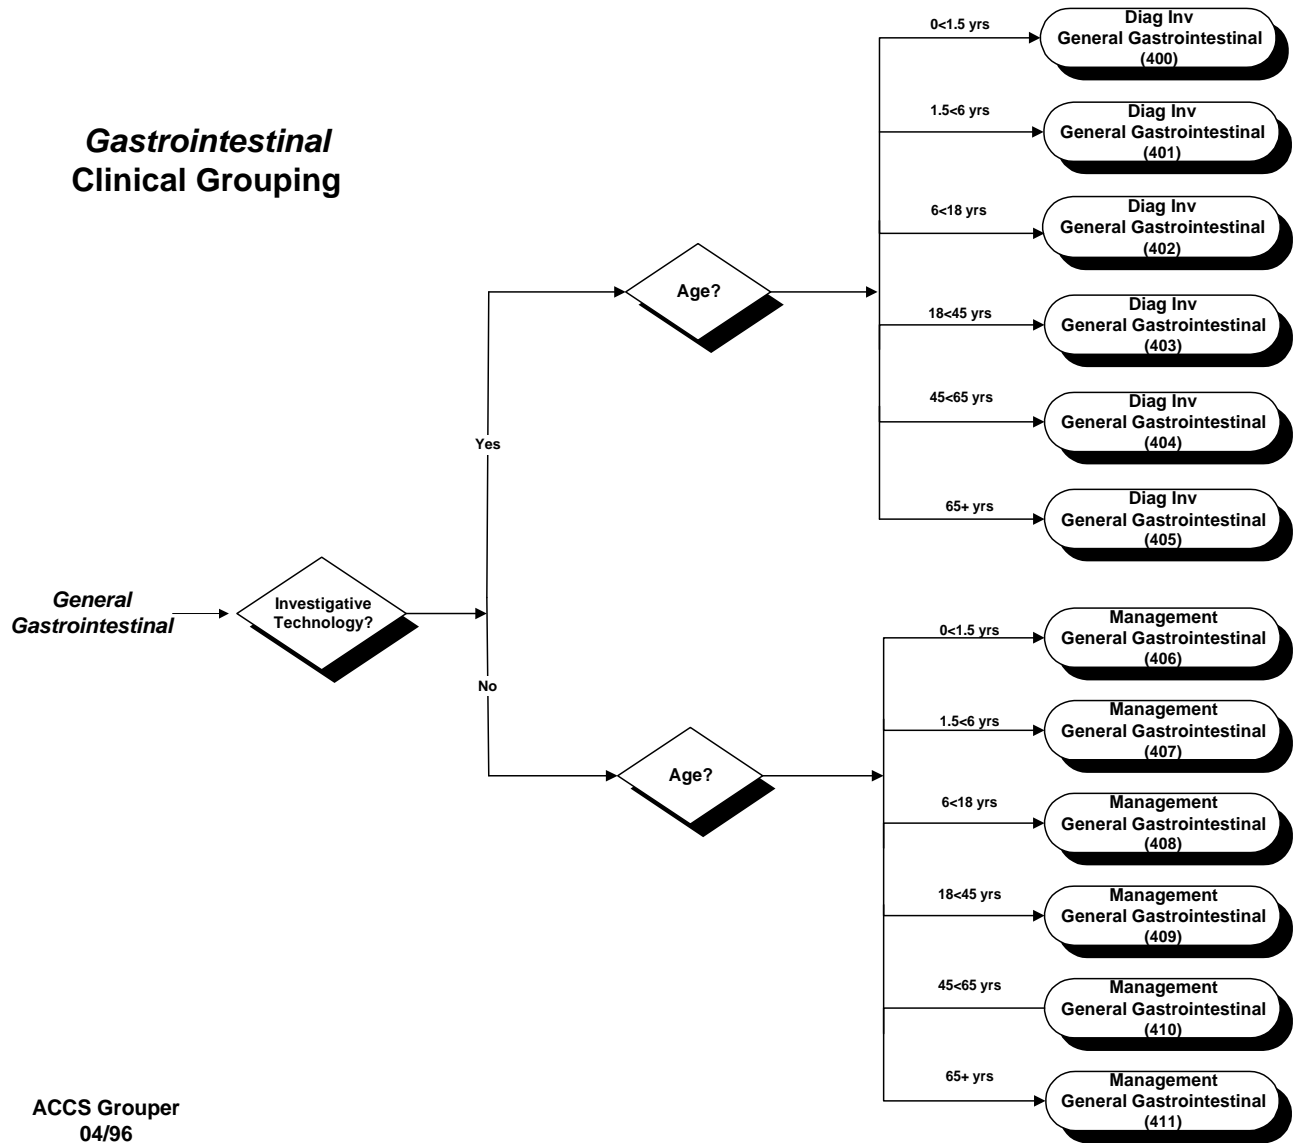 Gastrointestinal
Clinical Grouping
General
Gastrointestinal
Investigative
Technology?
Yes
No
Age?
0<1.5 yrs
Diag Inv
General Gastrointestinal
(400)
1.5<6 yrs
Diag Inv
General Gastrointestinal
(401)
6<18 yrs
Diag Inv
General Gastrointestinal
(402)
18<45 yrs
Diag Inv
General Gastrointestinal
(403)
45<65 yrs
Diag Inv
General Gastrointestinal
(404)
65+ yrs
Diag Inv
General Gastrointestinal
(405)
Age?
0<1.5 yrs
Management
General Gastrointestinal
(406)
1.5<6 yrs
Management
General Gastrointestinal
(407)
6<18 yrs
Management
General Gastrointestinal
(408)
18<45 yrs
Management
General Gastrointestinal
(409)
45<65 yrs
Management
General Gastrointestinal
(410)
65+ yrs
Management
General Gastrointestinal
(411)
ACCS Grouper
04/96